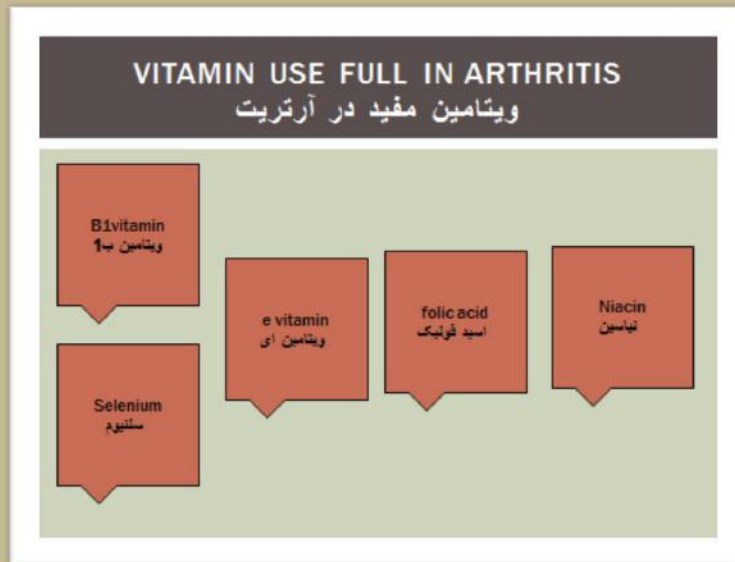 VITAMIN USE FULL IN ARTHRITIS
ویتامین مفید در آرتریت
B1vitamin
ویتامین ب1
e vitamin
ویتامین ای
folic acid
اسید فولیک
Niacin
نیاسین
Selenium
سلنیوم